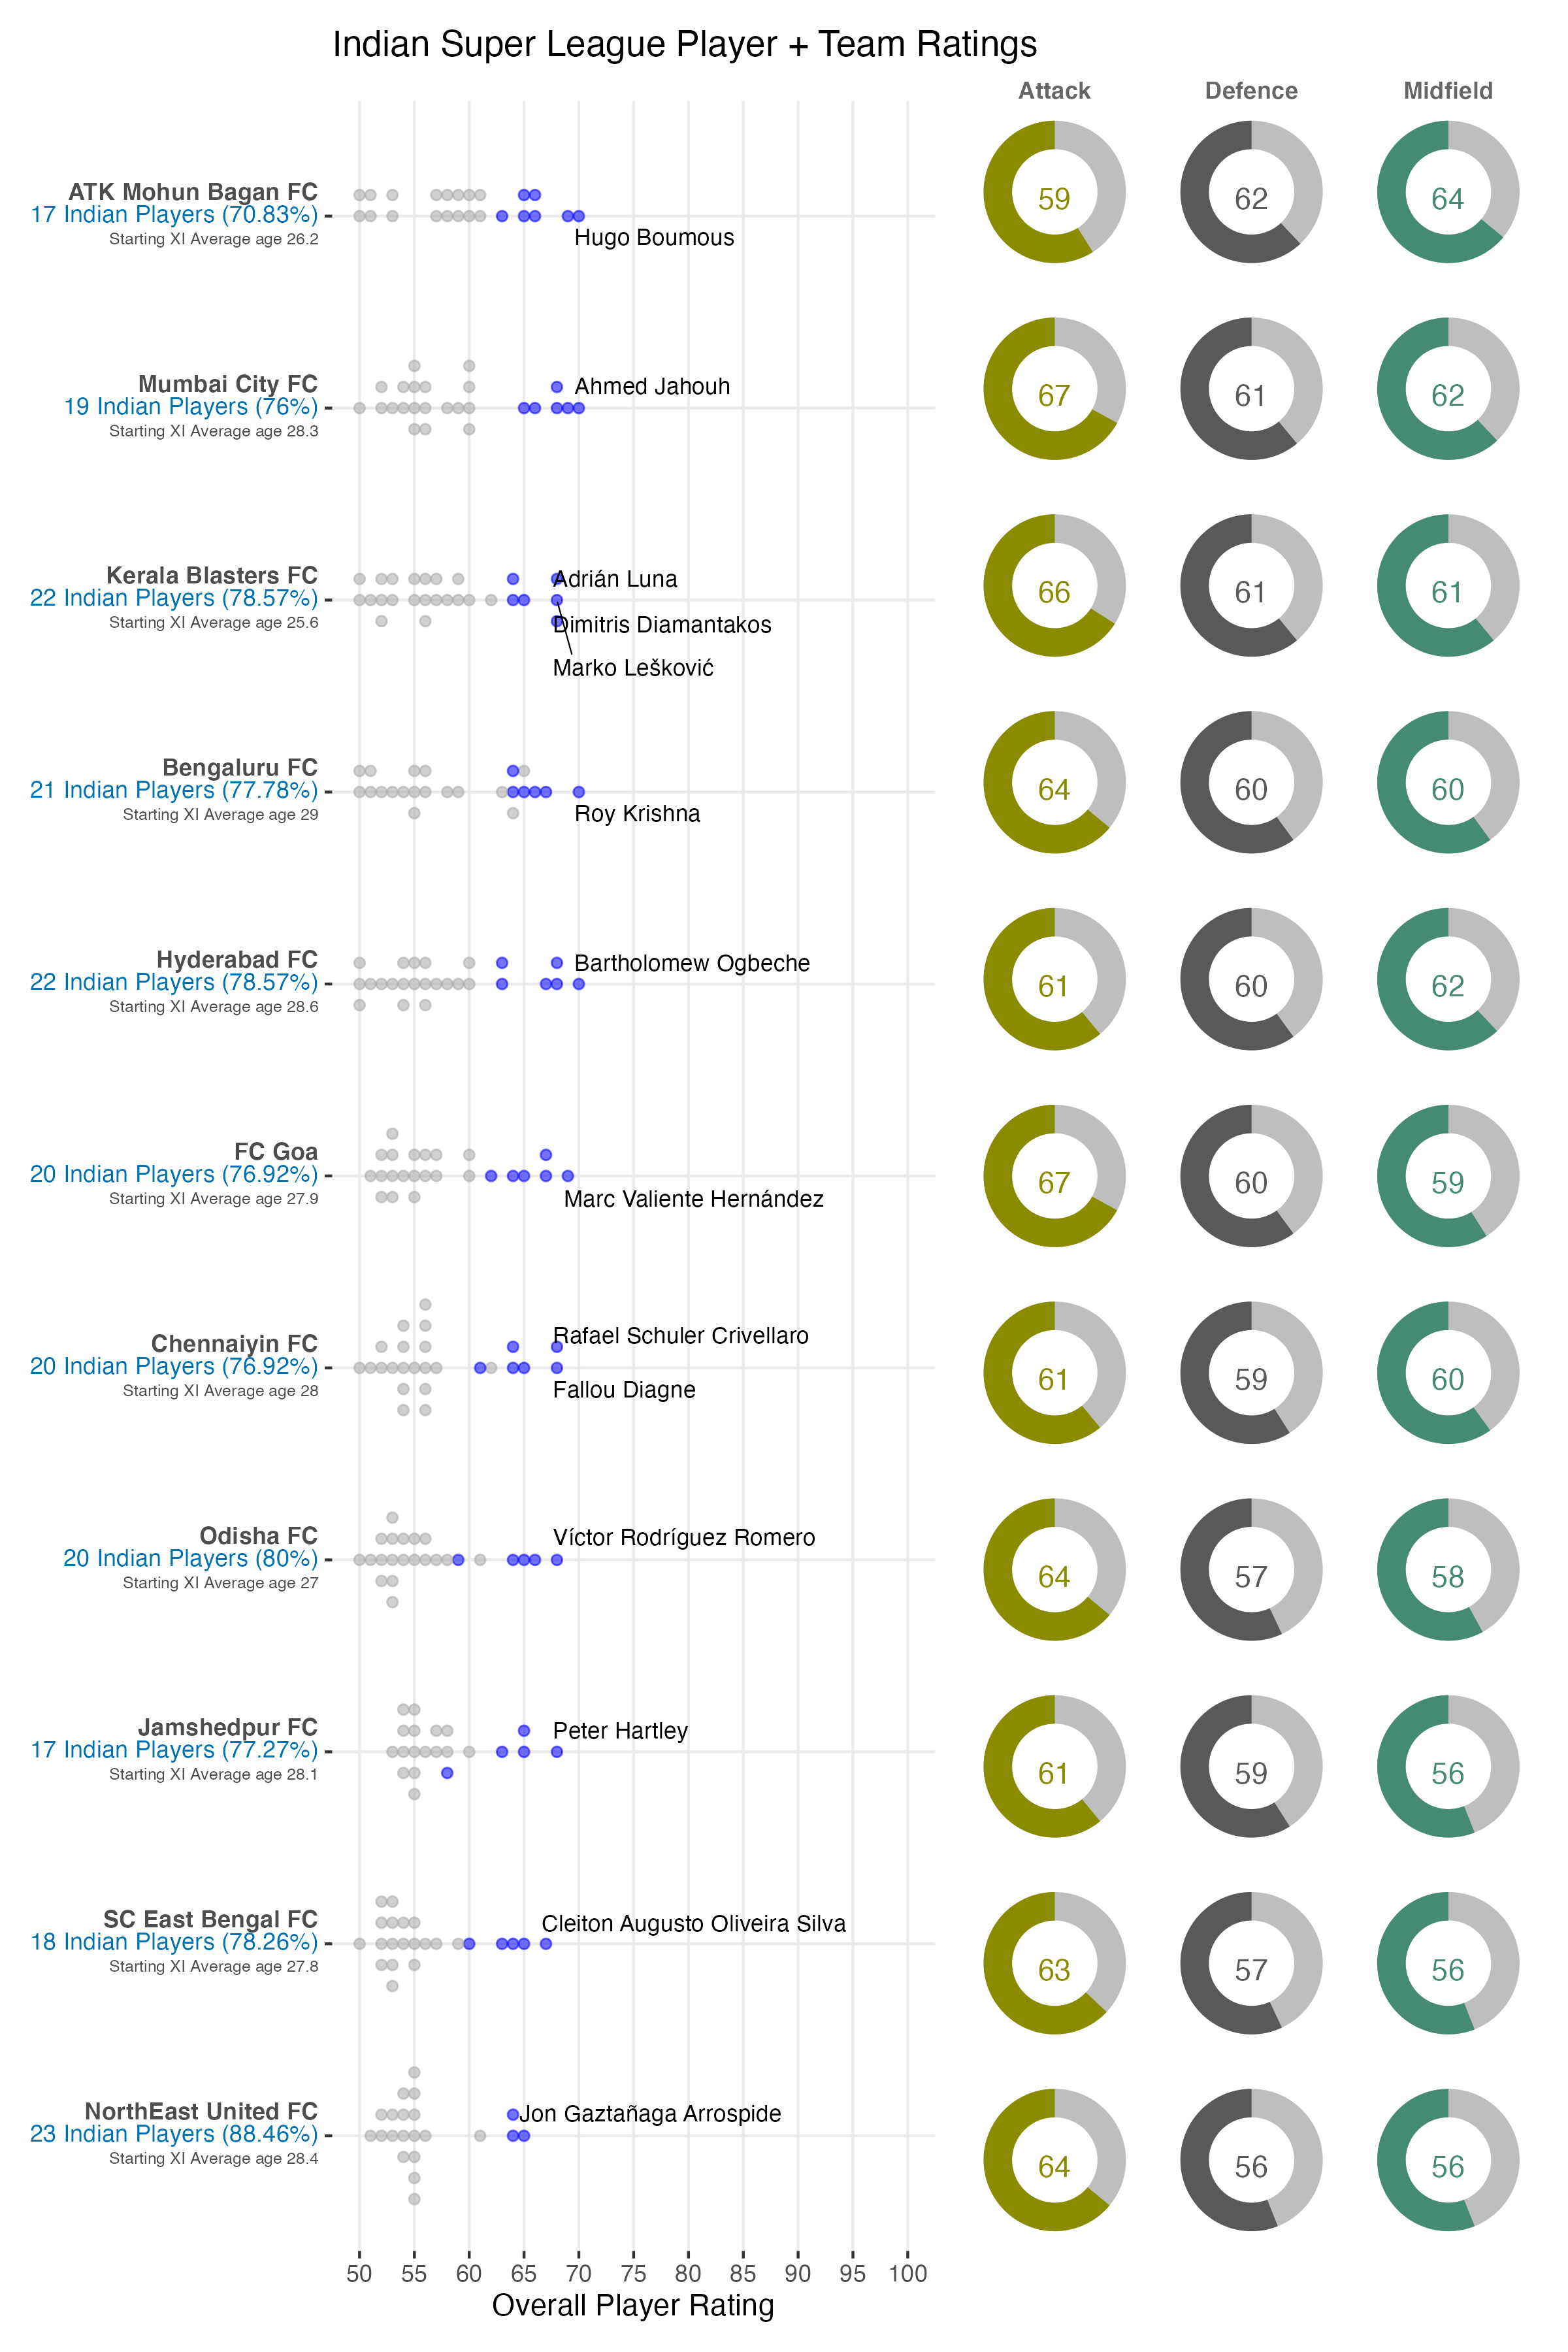 Indian Super League Player + Team Ratings
Attack Defence Midfield
ATK Mohun Bagan FC
17 Indian Players (70.83%)
Starting XI Average age 26.2
Hugo Boumous
59 62 64
Mumbai City FC
19 Indian Players (76%)
Starting XI Average age 28.3
Ahmed Jahouh
67 61 62
Kerala Blasters FC
22 Indian Players (78.57%)
Starting XI Average age 25.6
Adrián Luna
Dimitris Diamantakos
Marko Lešković
66 61 61
Bengaluru FC
21 Indian Players (77.78%)
Starting XI Average age 29
Roy Krishna
64 60 60
Hyderabad FC
22 Indian Players (78.57%)
Starting XI Average age 28.6
Bartholomew Ogbeche
61 60 62
FC Goa
20 Indian Players (76.92%)
Starting XI Average age 27.9
Marc Valiente Hernández
67 60 59
Chennaiyin FC
20 Indian Players (76.92%)
Starting XI Average age 28
Rafael Schuler Crivellaro
Fallou Diagne
61 59 60
Odisha FC
20 Indian Players (80%)
Starting XI Average age 27
Víctor Rodríguez Romero
64 57 58
Jamshedpur FC
17 Indian Players (77.27%)
Starting XI Average age 28.1
Peter Hartley
61 59 56
SC East Bengal FC
18 Indian Players (78.26%)
Starting XI Average age 27.8
Cleiton Augusto Oliveira Silva
63 57 56
NorthEast United FC
23 Indian Players (88.46%)
Starting XI Average age 28.4
Jon Gaztañaga Arrospide
64 56 56
50 55 60 65 70 75 80 85 90 95 100
Overall Player Rating